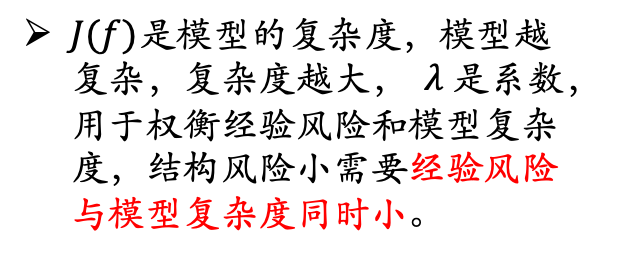 ➢ J(f)是模型的复杂度，模型越
复杂，复杂度越大， λ 是系数，
用于权衡经验风险和模型复杂
度，结构风险小需要经验风险
与模型复杂度同时小。